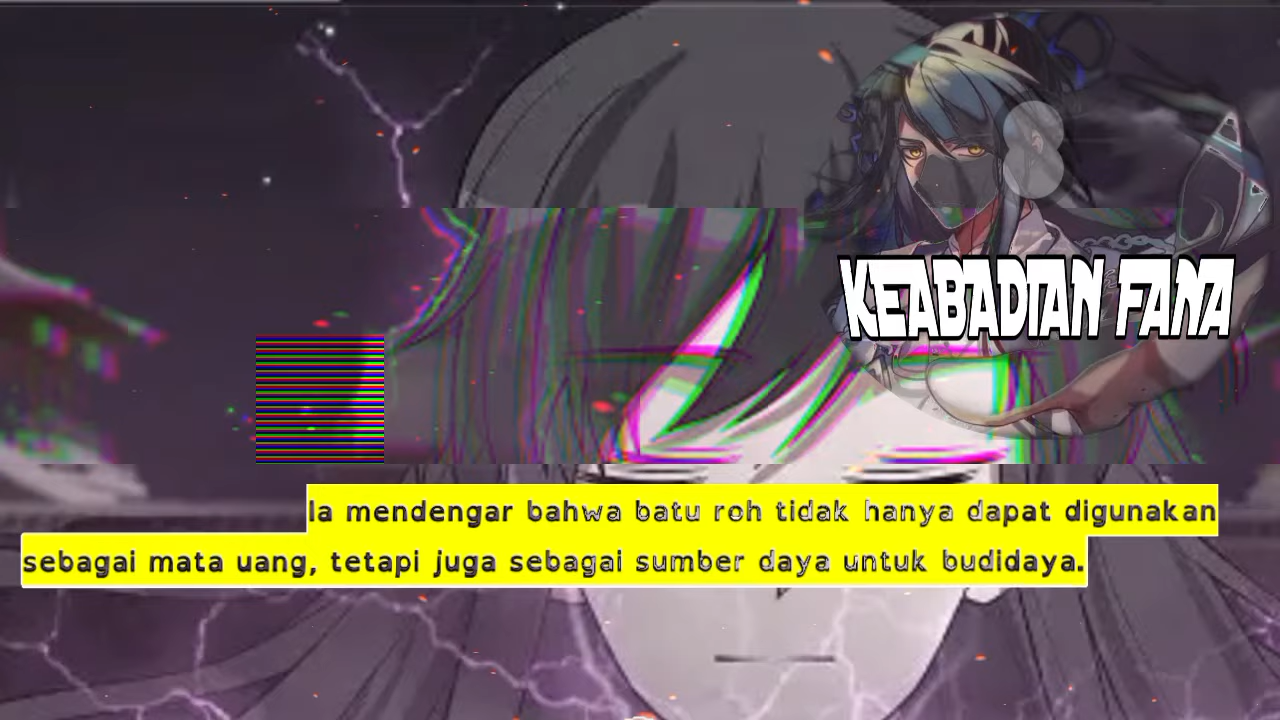 KEABADIAN FANA
Ia mendengar bahwa batu roh tidak hanya dapat digunakan
sebagai mata uang, tetapi juga sebagai sumber daya untuk budidaya.